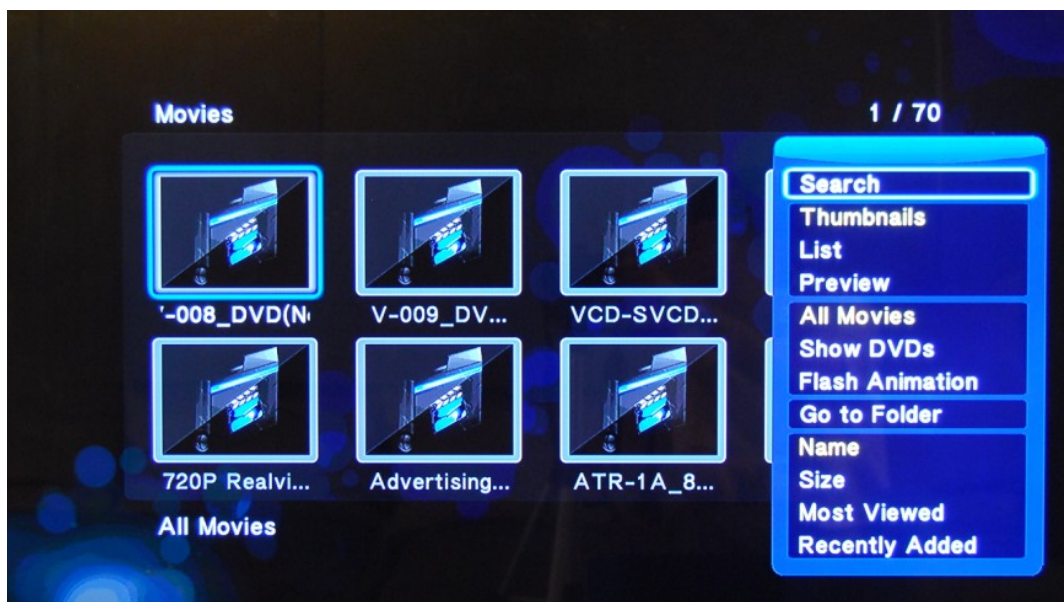 Movies
1 / 70
-008_DVD(N
V-009_DV...
VCD-SVCD...
720P Realvi...
Advertising...
ATR-1A_8...
All Movies
Search
Thumbnails
List
Preview
All Movies
Show DVDs
Flash Animation
Go to Folder
Name
Size
Most Viewed
Recently Added